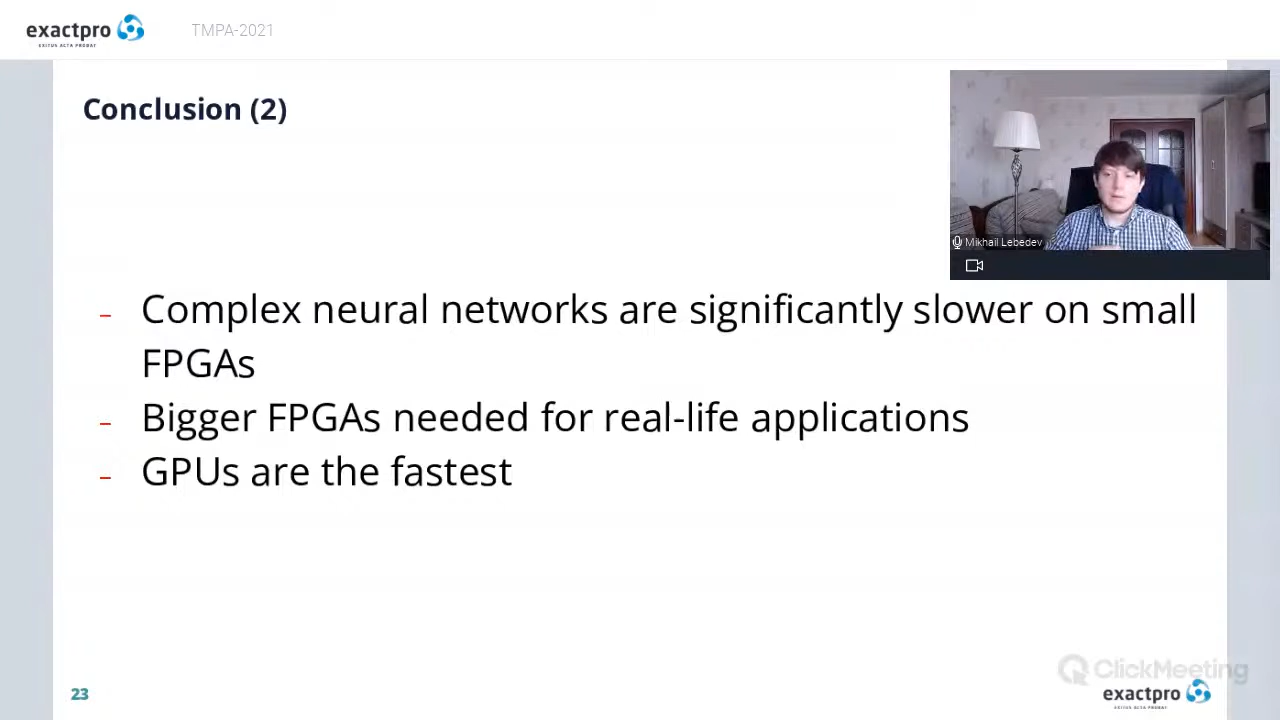 exactpro
EXITUS ACTA PROBAT
TMPA-2021
Conclusion (2)
Mikhail Lebedev
- Complex neural networks are significantly slower on small
FPGAs
- Bigger FPGAs needed for real-life applications
- GPUs are the fastest
ClickMeeting
23
exactpro
EXITUS ACTA PROBAT